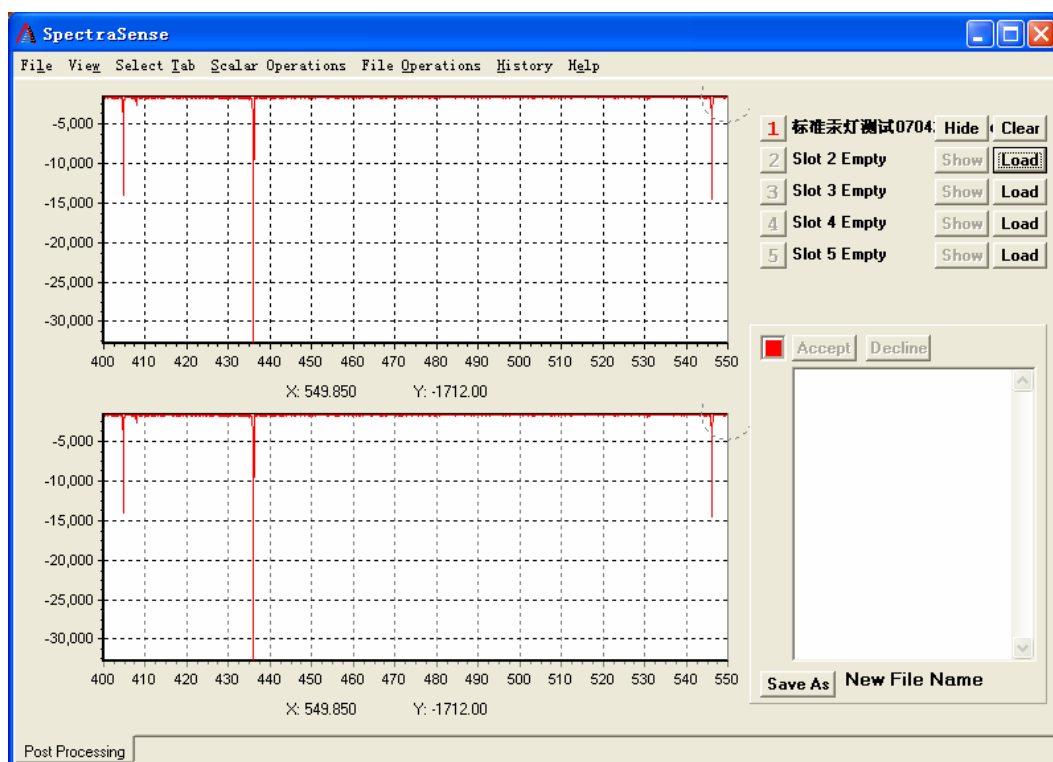 SpectraSense
File View Select Tab Scalar Operations File Operations History Help
-5,000
-10,000
-15,000
-20,000
-25,000
-30,000
400 410 420 430 440 450 460 470 480 490 500 510 520 530 540 550
X: 549.850 Y: -1712.00
-5,000
-10,000
-15,000
-20,000
-25,000
-30,000
400 410 420 430 440 450 460 470 480 490 500 510 520 530 540 550
X: 549.850 Y: -1712.00
1 标准汞灯测试0704 Hide Clear
2 Slot 2 Empty Show Load
3 Slot 3 Empty Show Load
4 Slot 4 Empty Show Load
5 Slot 5 Empty Show Load
Accept Decline
Save As New File Name
Post Processing